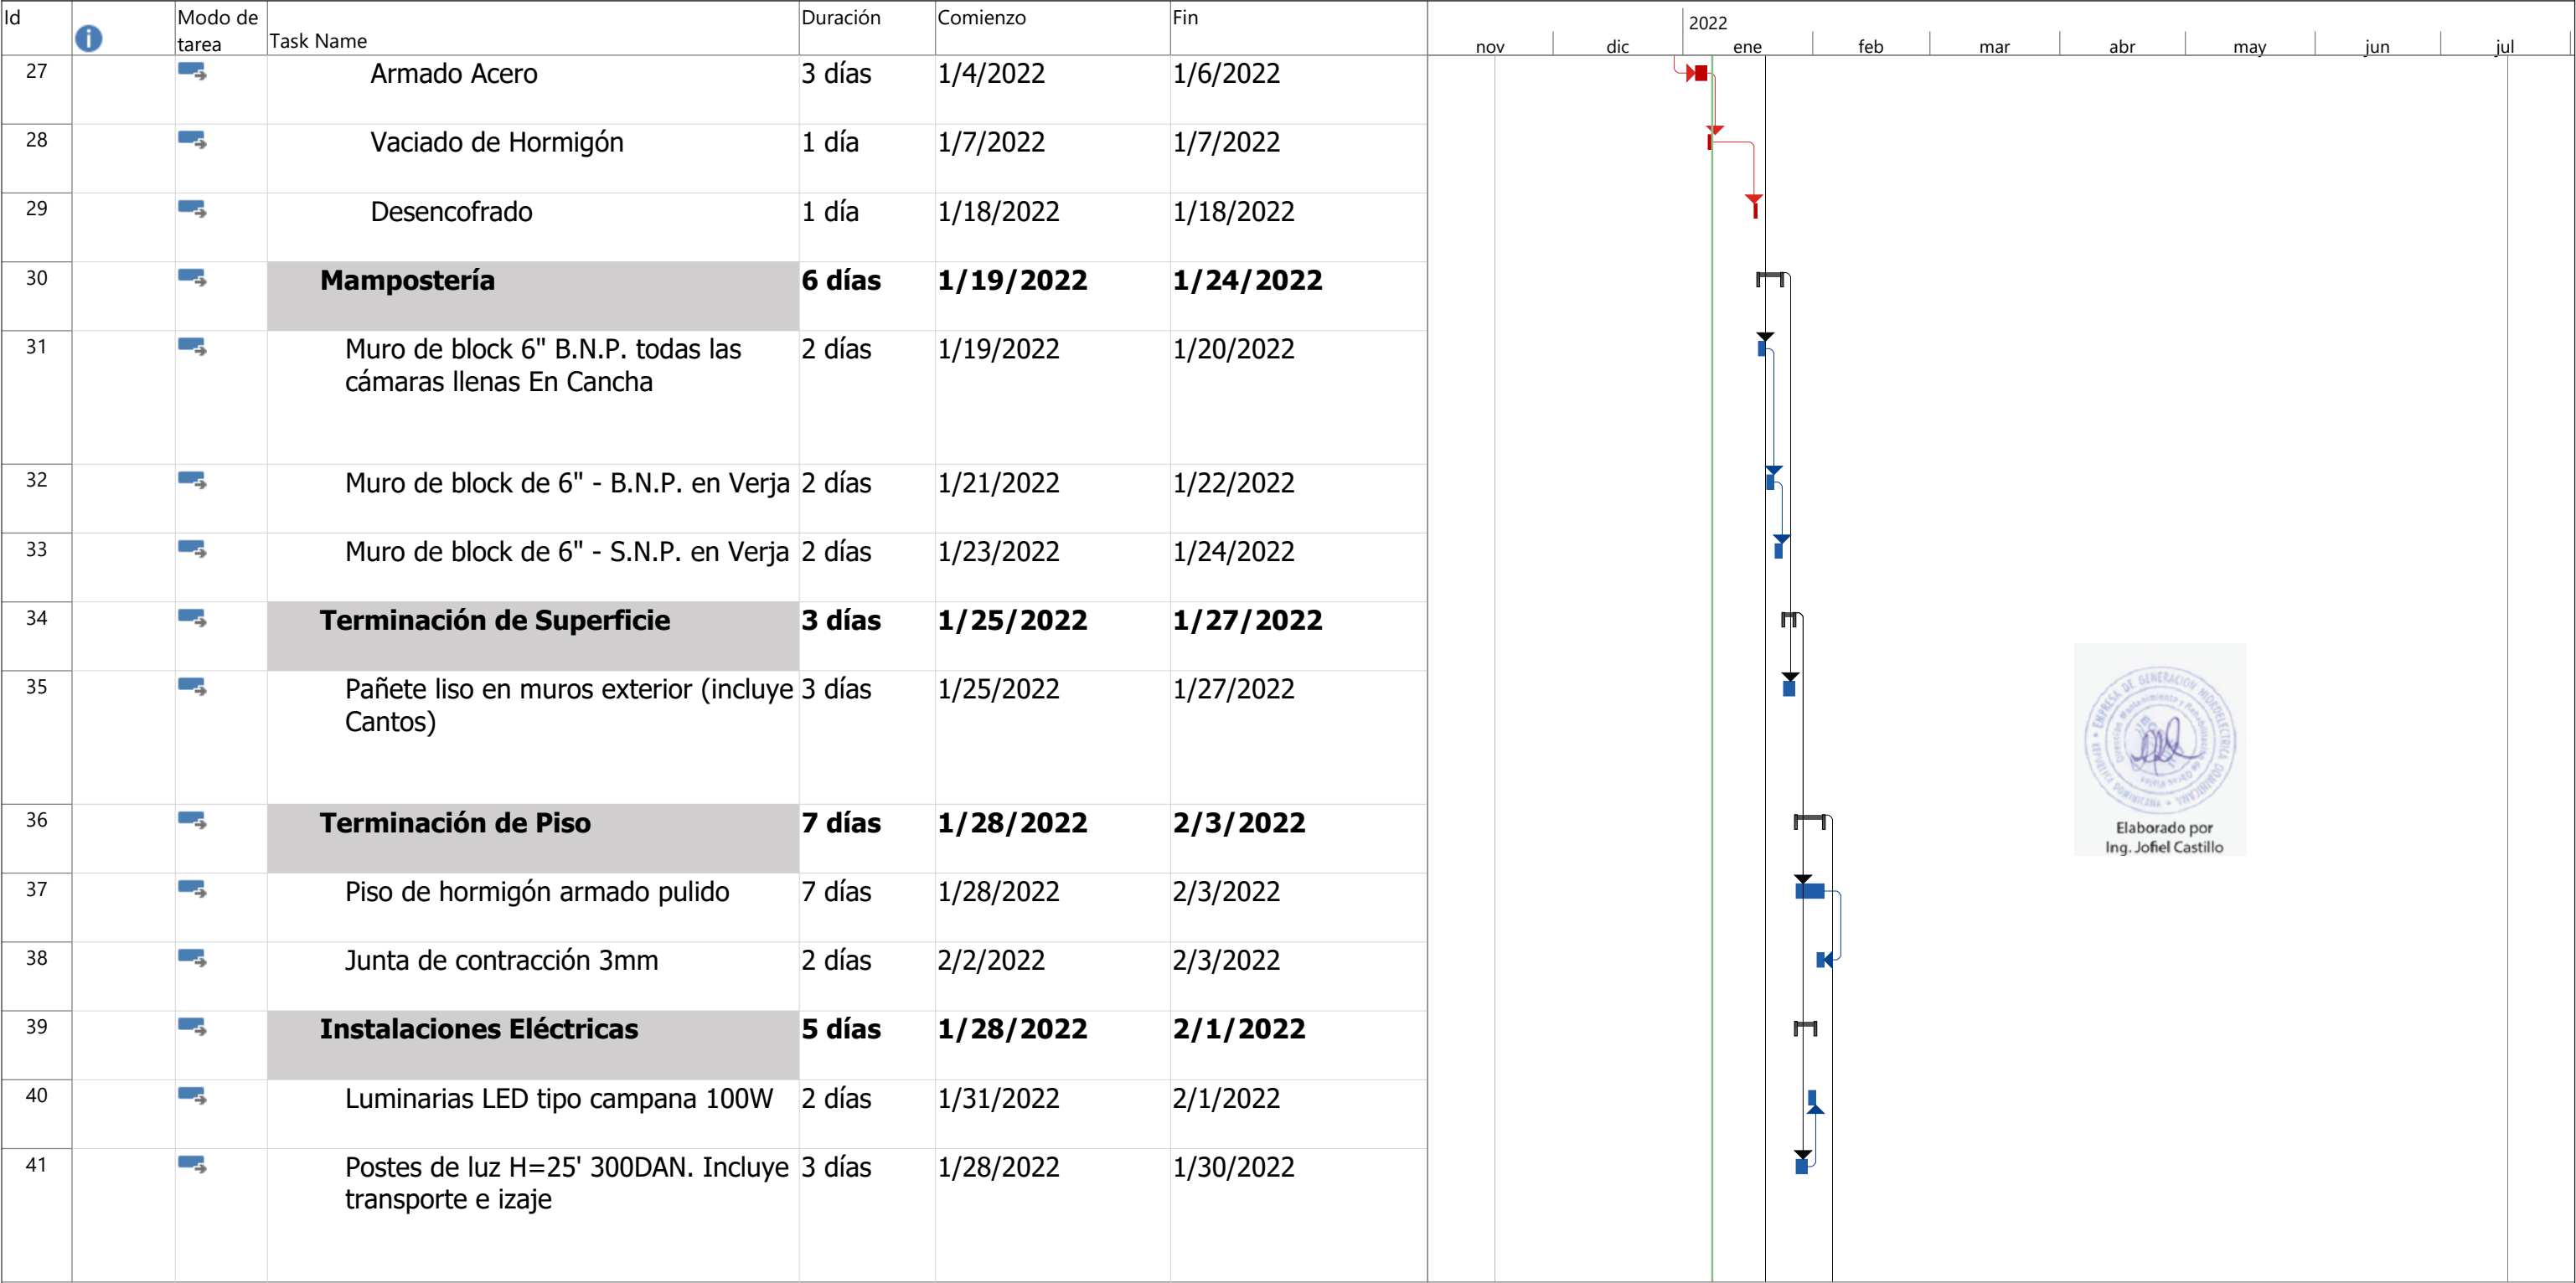 Id Modo de tarea Task Name Duración Comienzo Fin
2022
nov dic ene feb mar abr may jun jul
27 Armado Acero 3 días 1/4/2022 1/6/2022
28 Vaciado de Hormigón 1 día 1/7/2022 1/7/2022
29 Desencofrado 1 día 1/18/2022 1/18/2022
30 Mampostería 6 días 1/19/2022 1/24/2022
31 Muro de block 6" B.N.P. todas las 2 días 1/19/2022 1/20/2022
cámaras llenas En Cancha
32 Muro de block de 6" - B.N.P. en Verja 2 días 1/21/2022 1/22/2022
33 Muro de block de 6" - S.N.P. en Verja 2 días 1/23/2022 1/24/2022
34 Terminación de Superficie 3 días 1/25/2022 1/27/2022
35 Pañete liso en muros exterior (incluye 3 días 1/25/2022 1/27/2022
Cantos)
36 Terminación de Piso 7 días 1/28/2022 2/3/2022
37 Piso de hormigón armado pulido 7 días 1/28/2022 2/3/2022
38 Junta de contracción 3mm 2 días 2/2/2022 2/3/2022
39 Instalaciones Eléctricas 5 días 1/28/2022 2/1/2022
40 Luminarias LED tipo campana 100W 2 días 1/31/2022 2/1/2022
41 Postes de luz H=25' 300DAN. Incluye 3 días 1/28/2022 1/30/2022
transporte e izaje
EMPRESA DE GENERACION HIDROELECTRICA DOMINICANA
REPUBLICA DOMINICANA
Elaborado por
Ing. Jofiel Castillo